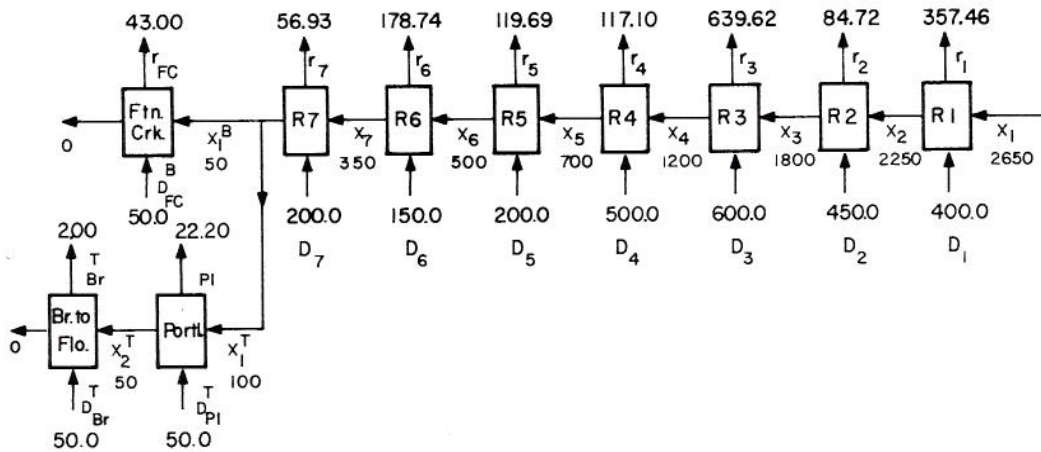 43.00 56.93 178.74 119.69 117.10 639.62 84.72 357.46
r_FC r_7 r_6 r_5 r_4 r_3 r_2 r_1
Ftn. Crk. R7 R6 R5 R4 R3 R2 R1
0 X_1^B X_7 X_6 X_5 X_4 X_3 X_2 X_1
50 350 500 700 1200 1800 2250 2650
D_FC^B
50.0 200.0 150.0 200.0 500.0 600.0 450.0 400.0
D_7 D_6 D_5 D_4 D_3 D_2 D_1
2.00 22.20
T
Br Pl
Br. to Flo. Portl.
0 X_2^T X_1^T
50 100
D_Br^T D_Pl^T
50.0 50.0